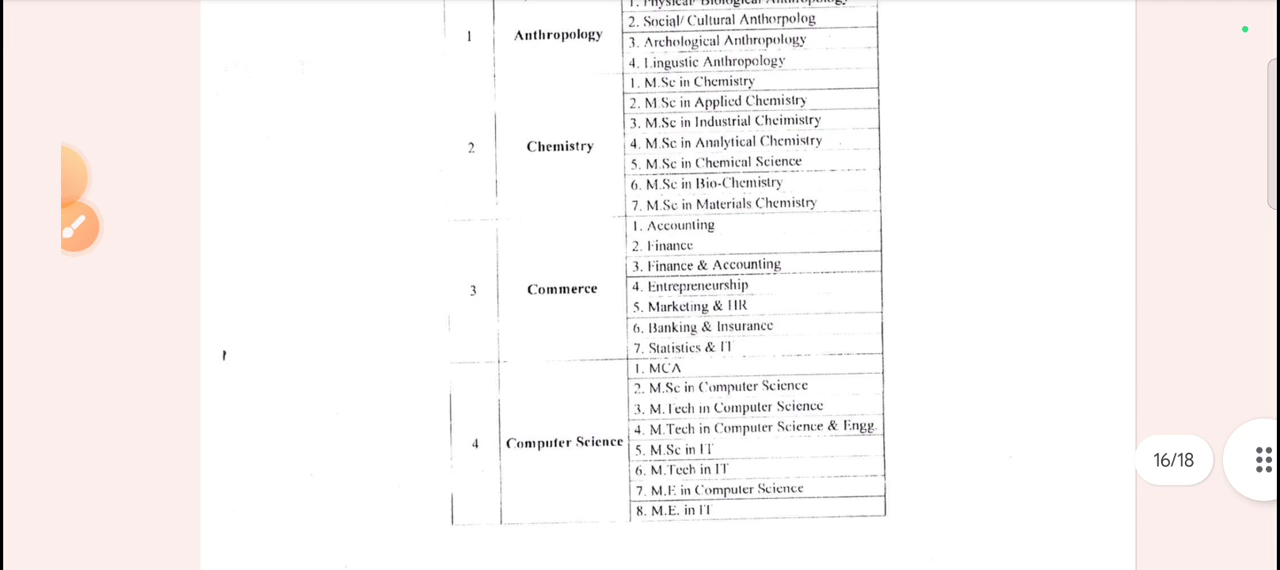 1. Physical/ Biological Anthropology
2. Social/ Cultural Anthorpolog
1 Anthropology
3. Archological Anthropology
4. Lingustic Anthropology
1. M.Sc in Chemistry
2. M.Sc in Applied Chemistry
3. M.Sc in Industrial Cheimistry
2 Chemistry
4. M.Sc in Analytical Chemistry
5. M.Sc in Chemical Science
6. M.Sc in Bio-Chemistry
7. M.Sc in Materials Chemistry
1. Accounting
2. Finance
3. Finance & Accounting
3 Commerce
4. Entrepreneurship
5. Marketing & HR
6. Banking & Insurance
7. Statistics & IT
1. MCA
2. M.Sc in Computer Science
3. M.Tech in Computer Science
4. M.Tech in Computer Science & Engg.
4 Computer Science
5. M.Sc in IT
6. M.Tech in IT
7. M.E in Computer Science
8. M.E. in IT
16/18